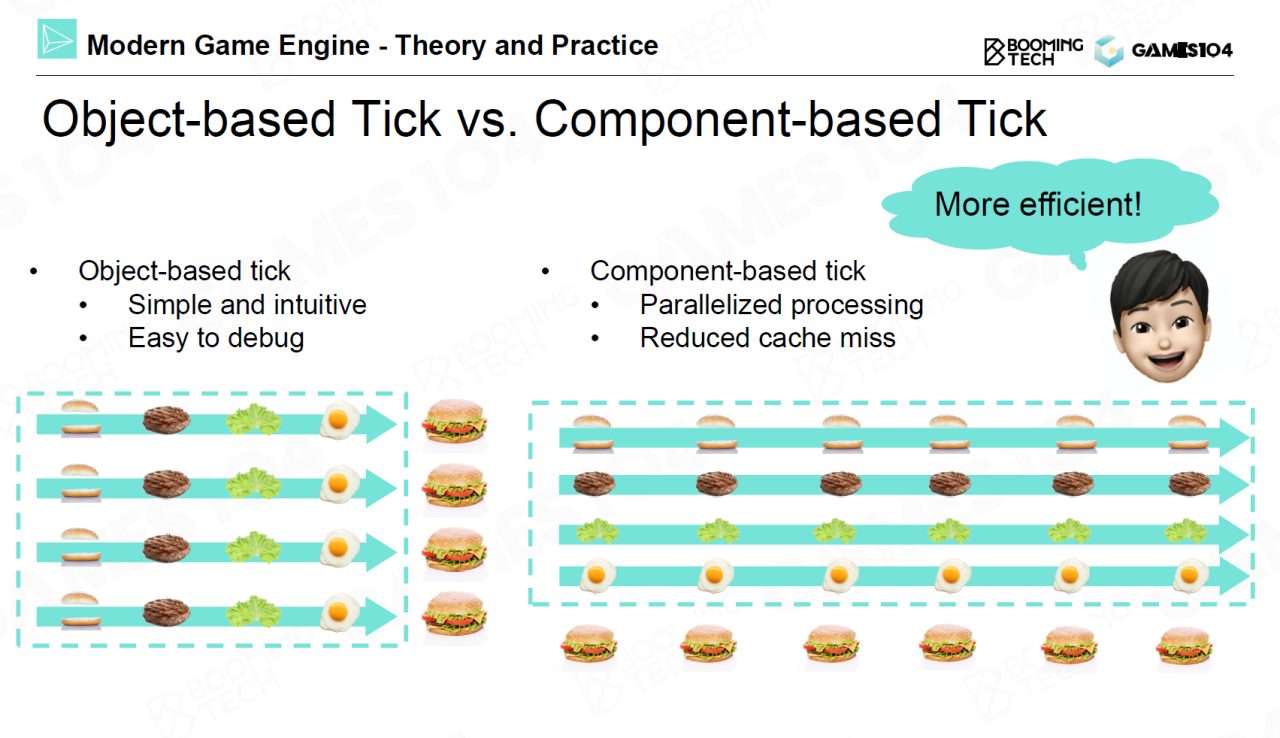 Modern Game Engine - Theory and Practice
BOOMING
TECH
GAMES104
Object-based Tick vs. Component-based Tick
More efficient!
• Object-based tick
• Simple and intuitive
• Easy to debug
• Component-based tick
• Parallelized processing
• Reduced cache miss